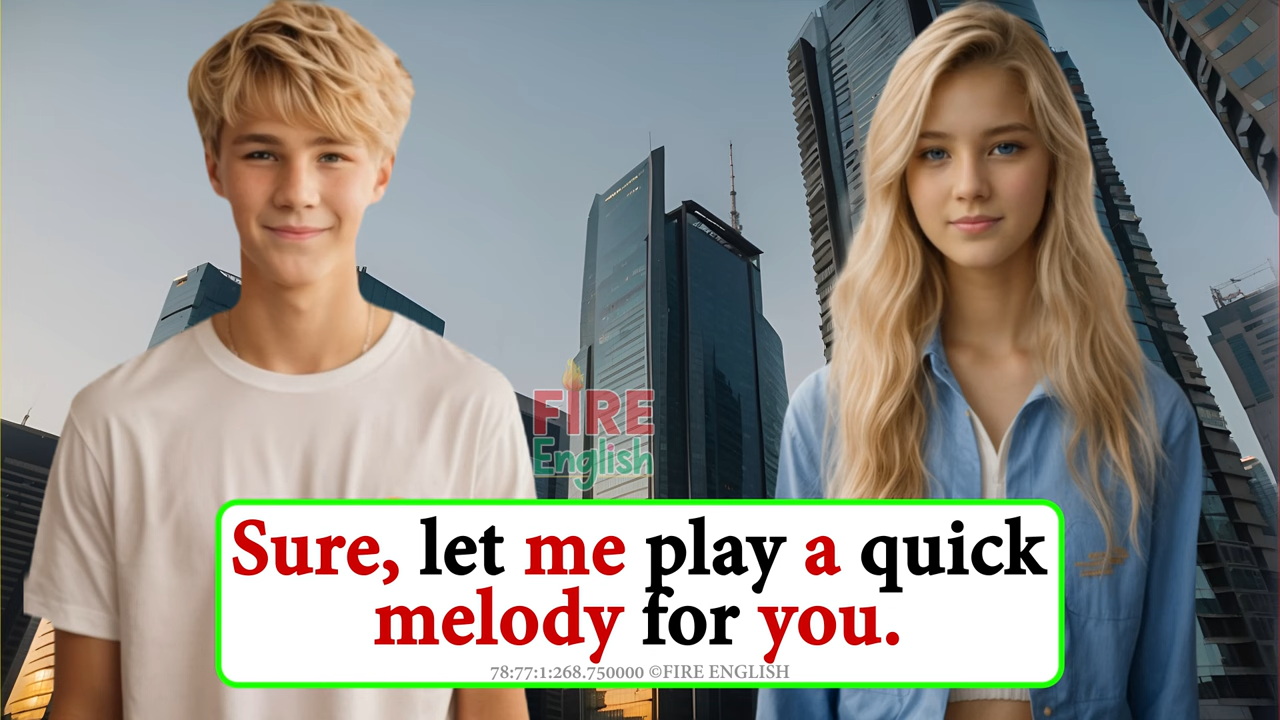 FIRE
English
Sure, let me play a quick
melody for you.
78:77:1:268.750000 ©FIRE ENGLISH